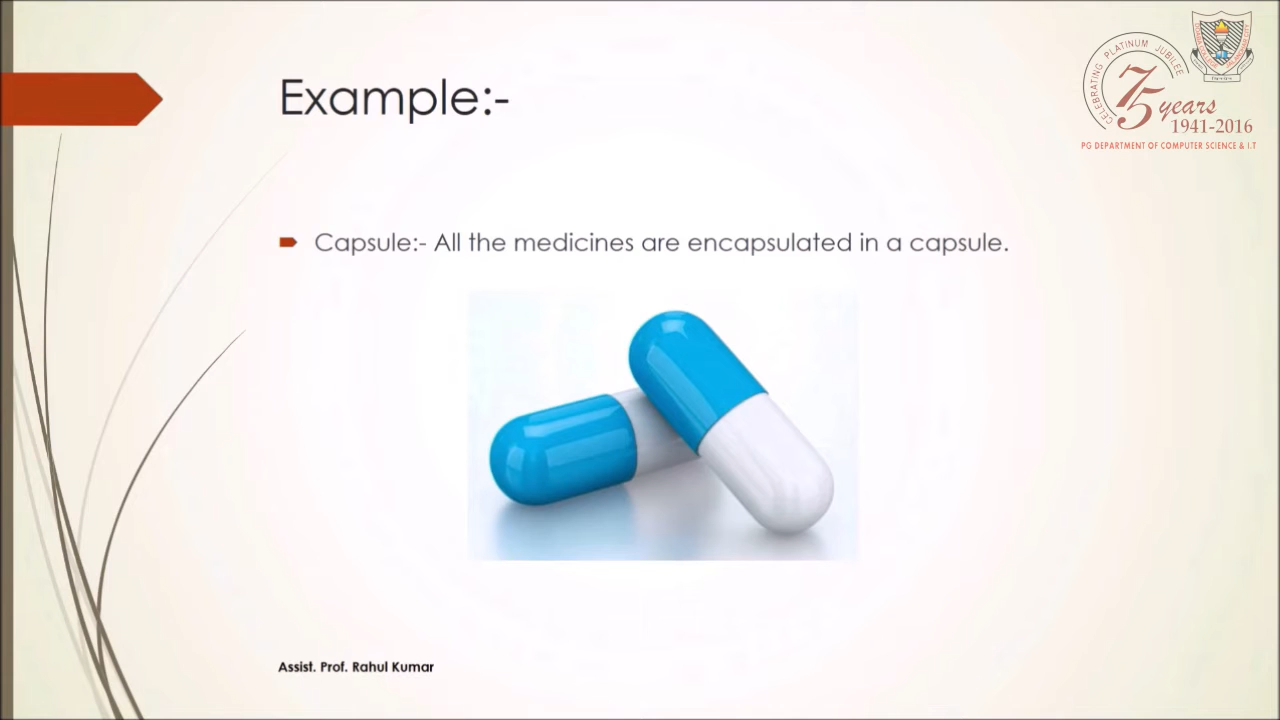 Example:-
CELEBRATING PLATINUM JUBILEE
75 years
1941-2016
PG DEPARTMENT OF COMPUTER SCIENCE & I.T
Capsule:- All the medicines are encapsulated in a capsule.
Assist. Prof. Rahul Kumar